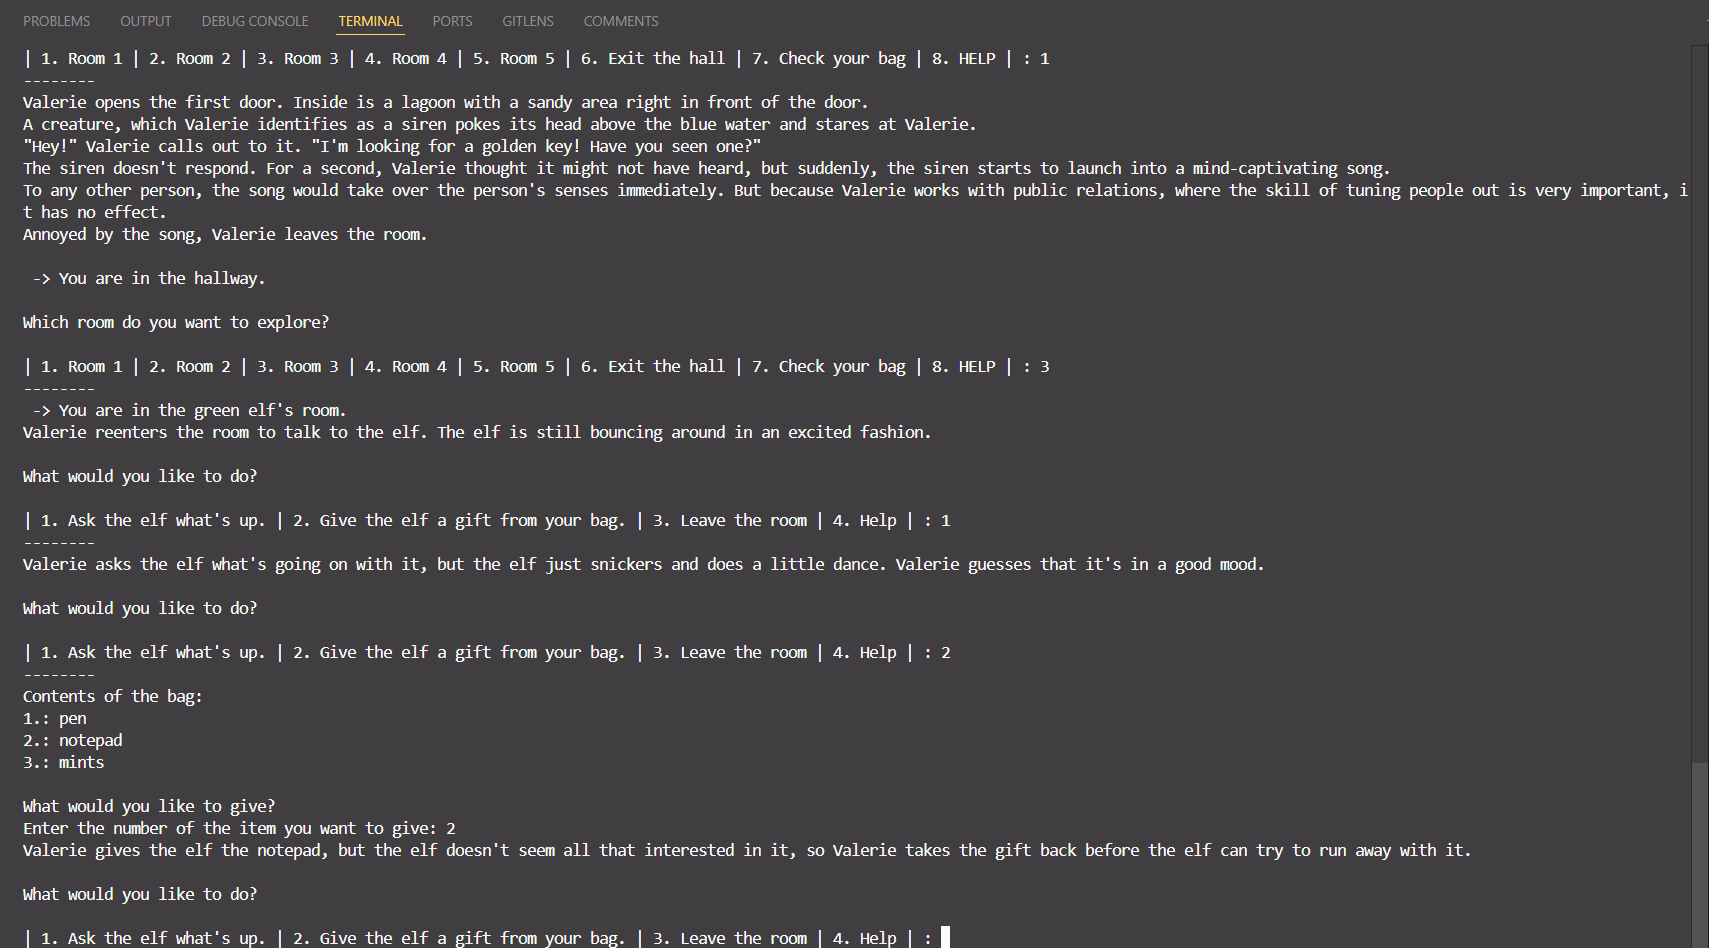 PROBLEMS OUTPUT DEBUG CONSOLE TERMINAL PORTS GITLENS COMMENTS
| 1. Room 1 | 2. Room 2 | 3. Room 3 | 4. Room 4 | 5. Room 5 | 6. Exit the hall | 7. Check your bag | 8. HELP | : 1
--------
Valerie opens the first door. Inside is a lagoon with a sandy area right in front of the door.
A creature, which Valerie identifies as a siren pokes its head above the blue water and stares at Valerie.
"Hey!" Valerie calls out to it. "I'm looking for a golden key! Have you seen one?"
The siren doesn't respond. For a second, Valerie thought it might not have heard, but suddenly, the siren starts to launch into a mind-captivating song.
To any other person, the song would take over the person's senses immediately. But because Valerie works with public relations, where the skill of tuning people out is very important, i
t has no effect.
Annoyed by the song, Valerie leaves the room.
-> You are in the hallway.
Which room do you want to explore?
| 1. Room 1 | 2. Room 2 | 3. Room 3 | 4. Room 4 | 5. Room 5 | 6. Exit the hall | 7. Check your bag | 8. HELP | : 3
--------
-> You are in the green elf's room.
Valerie reenters the room to talk to the elf. The elf is still bouncing around in an excited fashion.
What would you like to do?
| 1. Ask the elf what's up. | 2. Give the elf a gift from your bag. | 3. Leave the room | 4. Help | : 1
--------
Valerie asks the elf what's going on with it, but the elf just snickers and does a little dance. Valerie guesses that it's in a good mood.
What would you like to do?
| 1. Ask the elf what's up. | 2. Give the elf a gift from your bag. | 3. Leave the room | 4. Help | : 2
--------
Contents of the bag:
1.: pen
2.: notepad
3.: mints
What would you like to give?
Enter the number of the item you want to give: 2
Valerie gives the elf the notepad, but the elf doesn't seem all that interested in it, so Valerie takes the gift back before the elf can try to run away with it.
What would you like to do?
| 1. Ask the elf what's up. | 2. Give the elf a gift from your bag. | 3. Leave the room | 4. Help | :